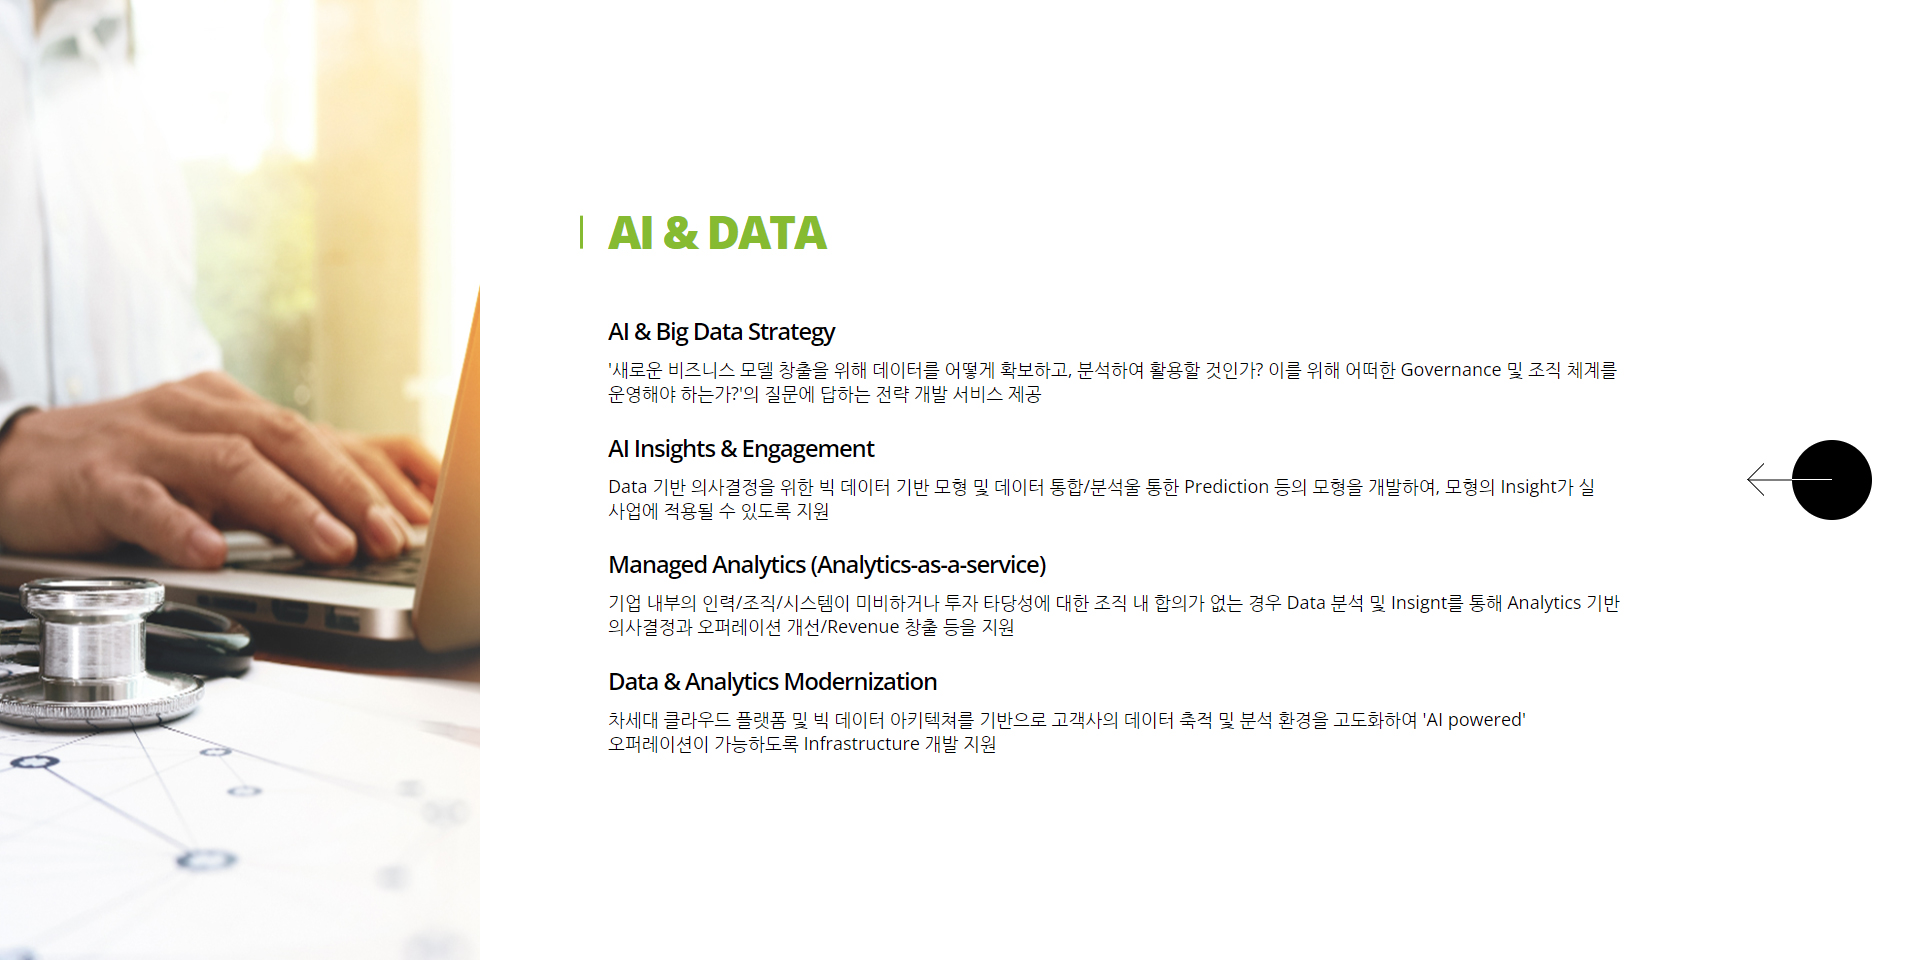 AI & DATA
AI & Big Data Strategy
'새로운 비즈니스 모델 창출을 위해 데이터를 어떻게 확보하고, 분석하여 활용할 것인가? 이를 위해 어떠한 Governance 및 조직 체계를
운영해야 하는가?'의 질문에 답하는 전략 개발 서비스 제공
AI Insights & Engagement
Data 기반 의사결정을 위한 빅 데이터 기반 모형 및 데이터 통합/분석울 통한 Prediction 등의 모형을 개발하여, 모형의 Insight가 실
사업에 적용될 수 있도록 지원
Managed Analytics (Analytics-as-a-service)
기업 내부의 인력/조직/시스템이 미비하거나 투자 타당성에 대한 조직 내 합의가 없는 경우 Data 분석 및 Insignt를 통해 Analytics 기반
의사결정과 오퍼레이션 개선/Revenue 창출 등을 지원
Data & Analytics Modernization
차세대 클라우드 플랫폼 및 빅 데이터 아키텍쳐를 기반으로 고객사의 데이터 축적 및 분석 환경을 고도화하여 'AI powered'
오퍼레이션이 가능하도록 Infrastructure 개발 지원